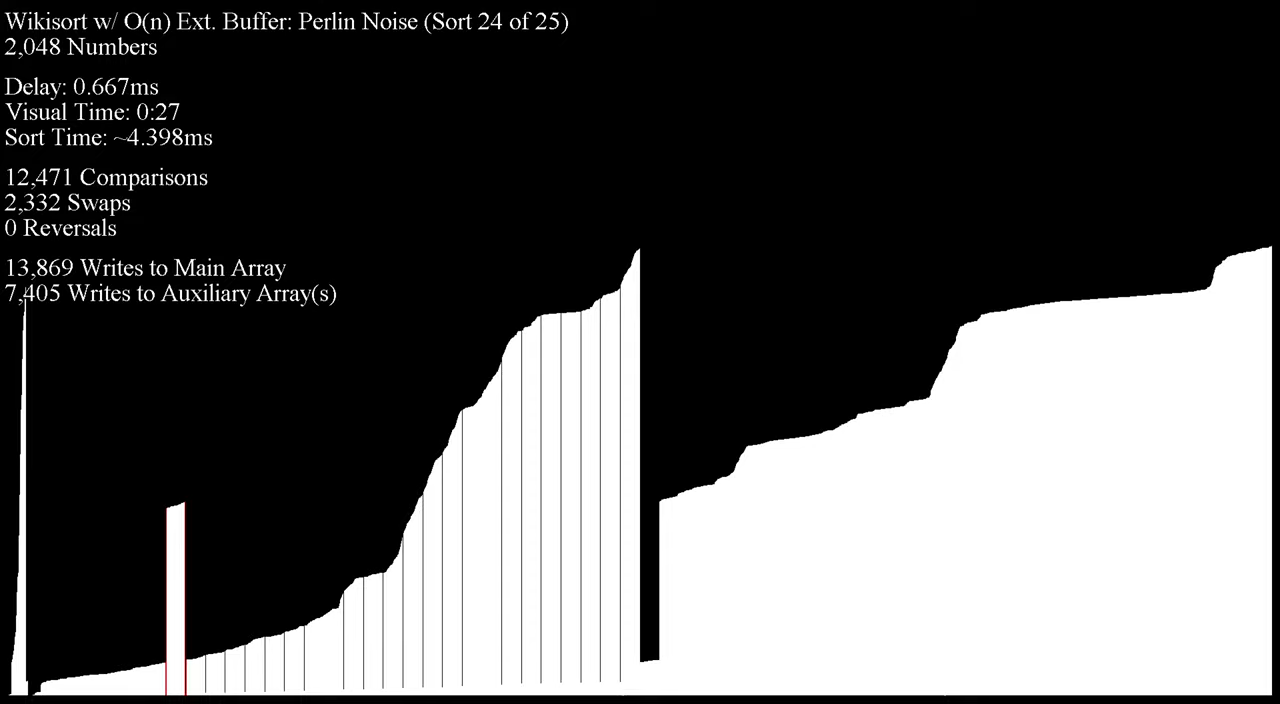 Wikisort w/ O(n) Ext. Buffer: Perlin Noise (Sort 24 of 25)
2,048 Numbers
Delay: 0.667ms
Visual Time: 0:27
Sort Time: ~4.398ms
12,471 Comparisons
2,332 Swaps
0 Reversals
13,869 Writes to Main Array
7,405 Writes to Auxiliary Array(s)